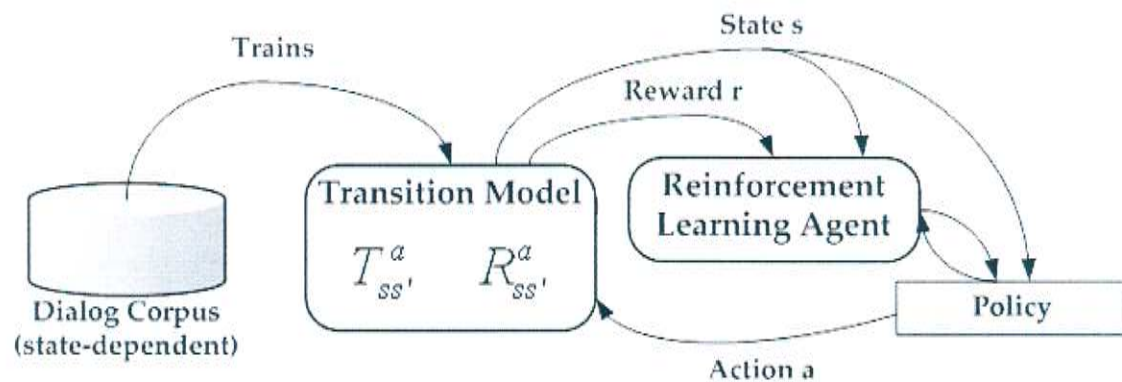 State s
Trains
Reward r
Transition Model
Reinforcement
Learning Agent
T^a_{ss'} R^a_{ss'}
Dialog Corpus
(state-dependent)
Policy
Action a